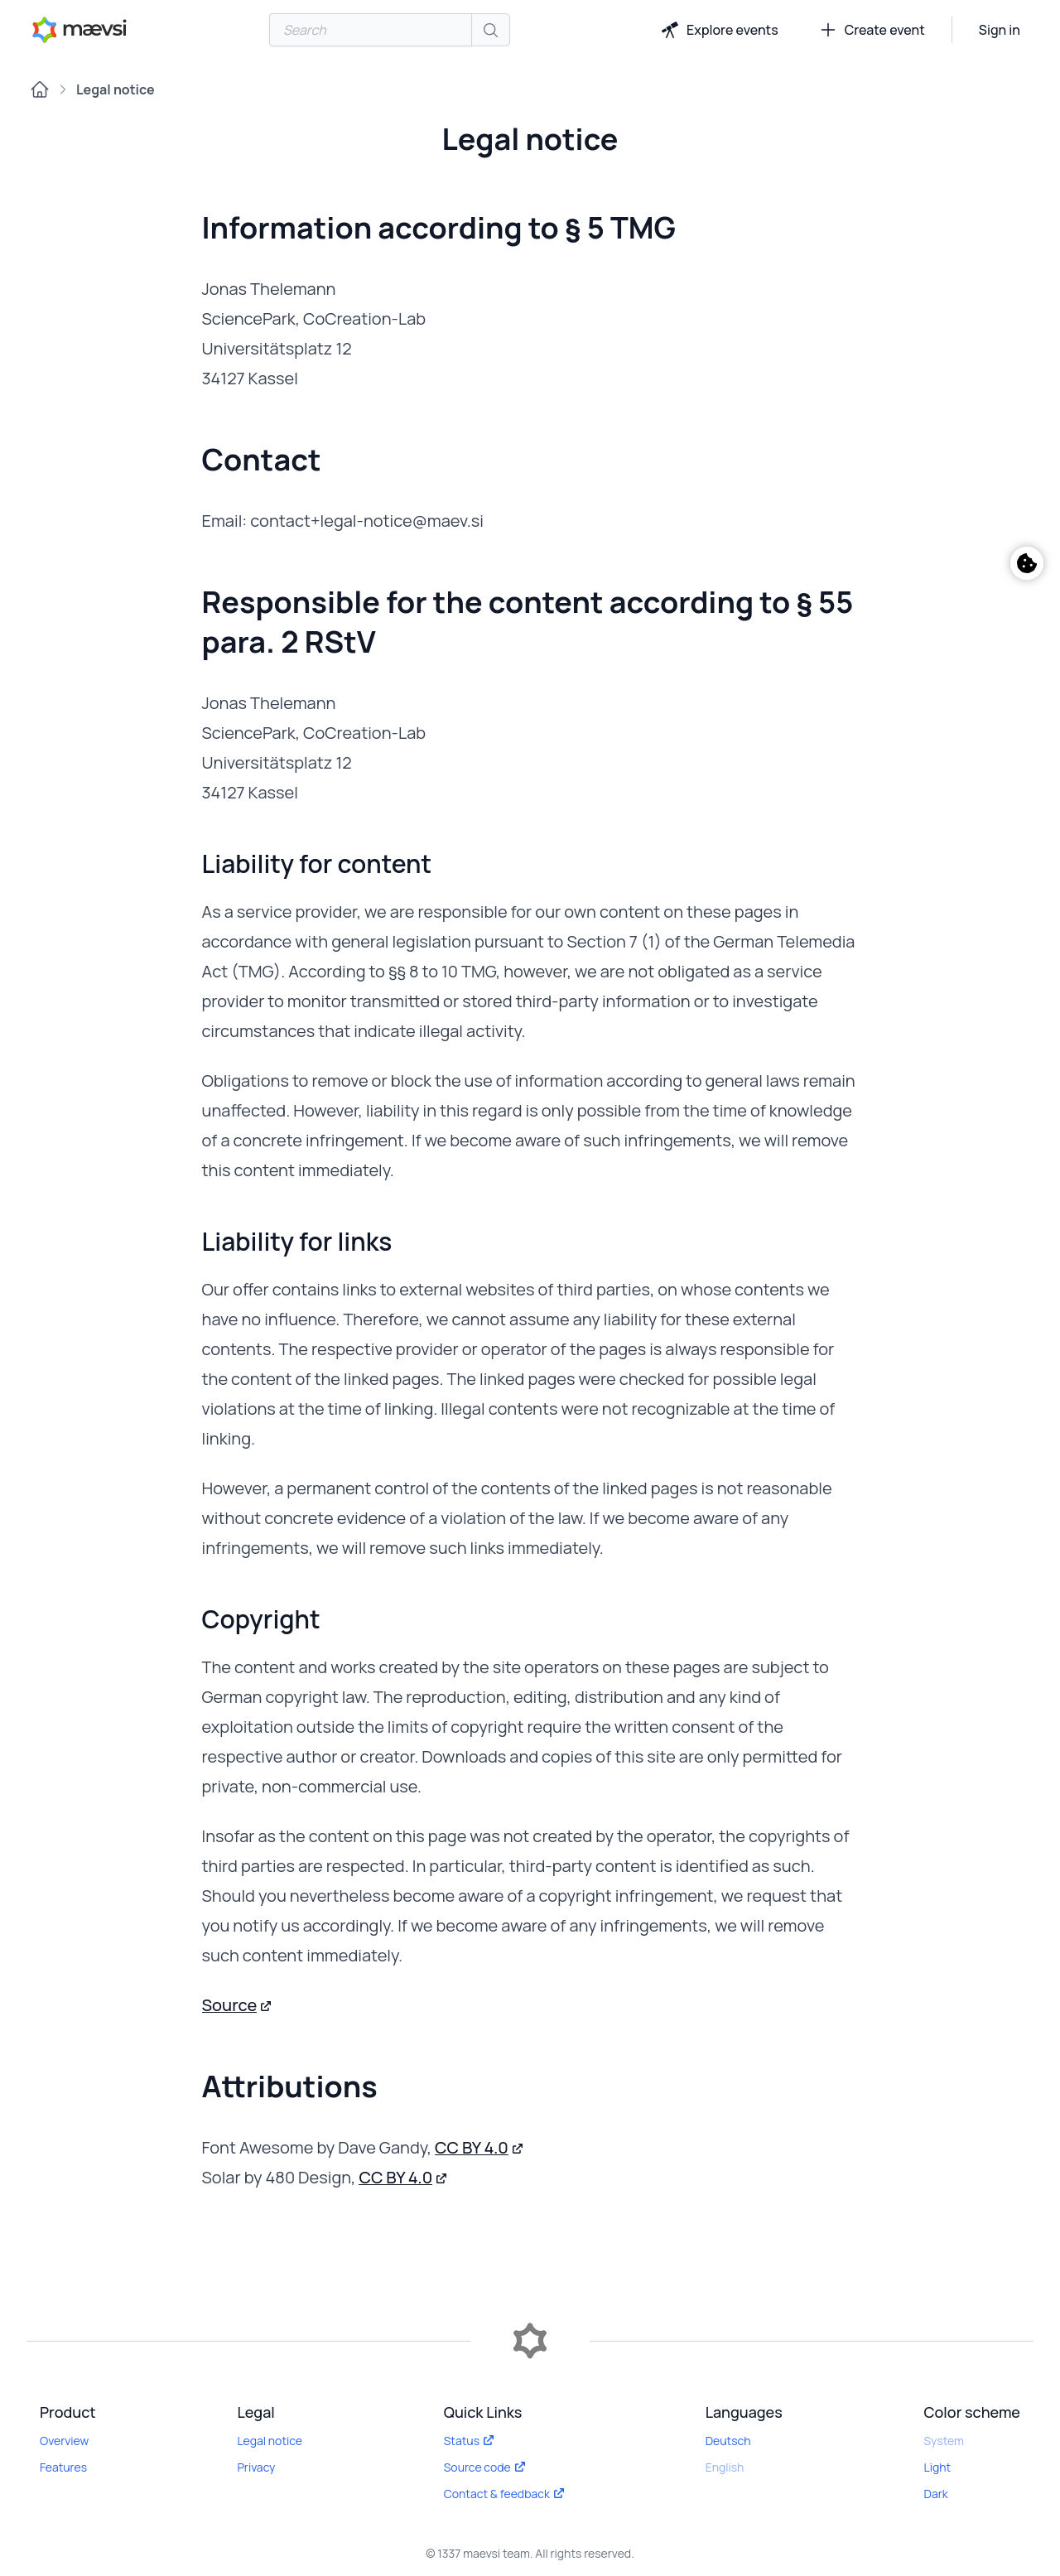 mævsi
Search
Explore events
Create event
Sign in
Legal notice
Legal notice
Information according to § 5 TMG
Jonas Thelemann
SciencePark, CoCreation-Lab
Universitätsplatz 12
34127 Kassel
Contact
Email: contact+legal-notice@maev.si
Responsible for the content according to § 55
para. 2 RStV
Jonas Thelemann
SciencePark, CoCreation-Lab
Universitätsplatz 12
34127 Kassel
Liability for content
As a service provider, we are responsible for our own content on these pages in
accordance with general legislation pursuant to Section 7 (1) of the German Telemedia
Act (TMG). According to §§ 8 to 10 TMG, however, we are not obligated as a service
provider to monitor transmitted or stored third-party information or to investigate
circumstances that indicate illegal activity.
Obligations to remove or block the use of information according to general laws remain
unaffected. However, liability in this regard is only possible from the time of knowledge
of a concrete infringement. If we become aware of such infringements, we will remove
this content immediately.
Liability for links
Our offer contains links to external websites of third parties, on whose contents we
have no influence. Therefore, we cannot assume any liability for these external
contents. The respective provider or operator of the pages is always responsible for
the content of the linked pages. The linked pages were checked for possible legal
violations at the time of linking. Illegal contents were not recognizable at the time of
linking.
However, a permanent control of the contents of the linked pages is not reasonable
without concrete evidence of a violation of the law. If we become aware of any
infringements, we will remove such links immediately.
Copyright
The content and works created by the site operators on these pages are subject to
German copyright law. The reproduction, editing, distribution and any kind of
exploitation outside the limits of copyright require the written consent of the
respective author or creator. Downloads and copies of this site are only permitted for
private, non-commercial use.
Insofar as the content on this page was not created by the operator, the copyrights of
third parties are respected. In particular, third-party content is identified as such.
Should you nevertheless become aware of a copyright infringement, we request that
you notify us accordingly. If we become aware of any infringements, we will remove
such content immediately.
Source
Attributions
Font Awesome by Dave Gandy, CC BY 4.0
Solar by 480 Design, CC BY 4.0
Product
Overview
Features
Legal
Legal notice
Privacy
Quick Links
Status
Source code
Contact & feedback
Languages
Deutsch
English
Color scheme
System
Light
Dark
© 1337 maevsi team. All rights reserved.